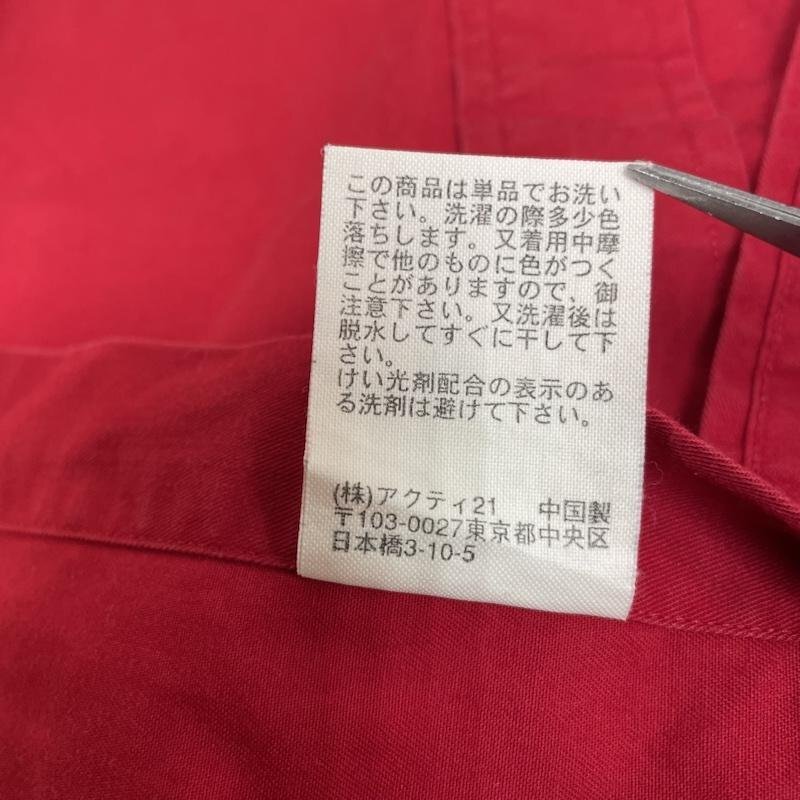 この商品は単品でお洗い
下さい。洗濯の際多少色
落ちします。又着用中摩
擦で他のものに色がつく
ことがありますので、御
注意下さい。又洗濯後は
脱水してすぐに干して下
さい。
けい光剤配合の表示のあ
る洗剤は避けて下さい。
(株)アクティ21　中国製
〒103-0027東京都中央区
日本橋3-10-5